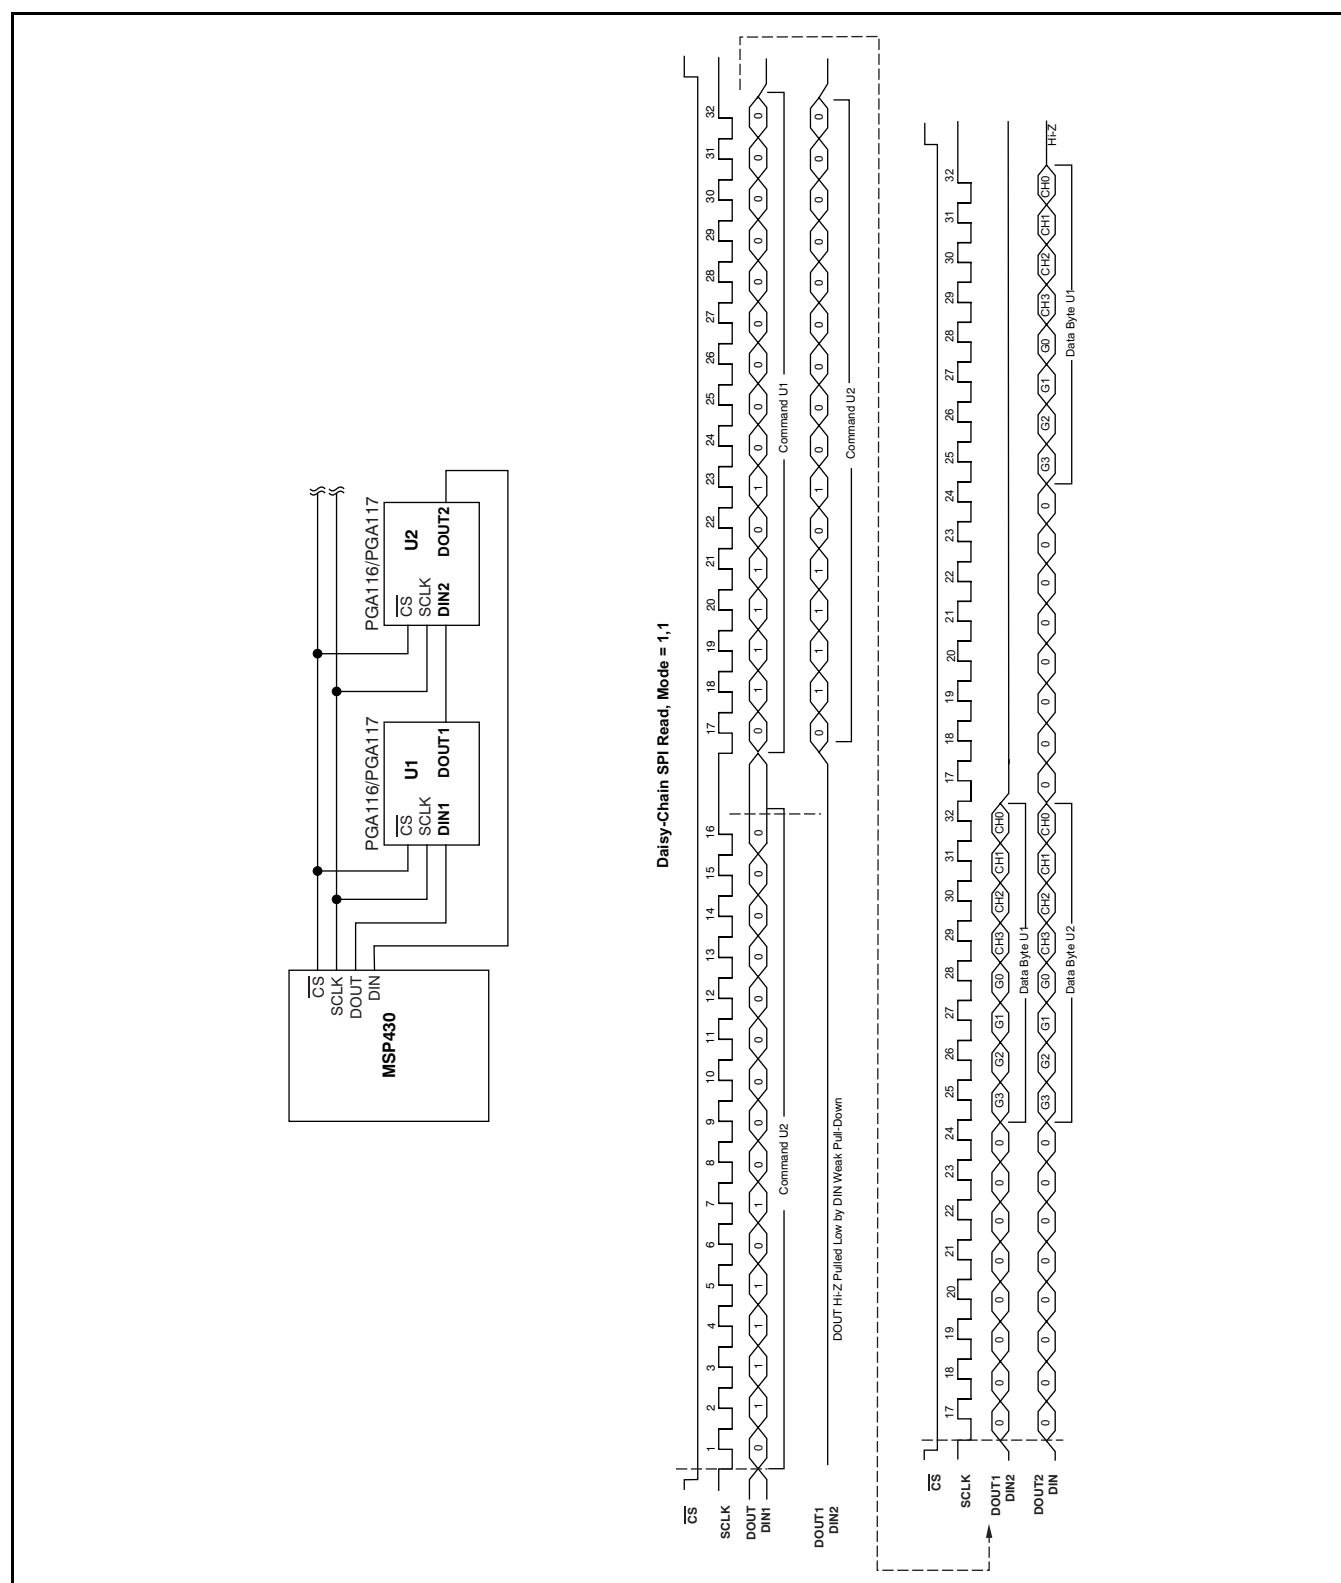 MSP430
CS
SCLK
DOUT
DIN
PGA116/PGA117
U1
CS
SCLK
DIN1
DOUT1
PGA116/PGA117
U2
CS
SCLK
DIN2
DOUT2
Daisy-Chain SPI Read, Mode = 1,1
CS
SCLK
1 2 3 4 5 6 7 8 9 10 11 12 13 14 15 16 17 18 19 20 21 22 23 24 25 26 27 28 29 30 31 32
DOUT
DIN1
0 1 1 1 1 0 1 0 0 0 0 0 0 0 0 0 0 1 1 1 1 0 1 0 0 0 0 0 0 0 0 0
Command U2
Command U1
DOUT1
DIN2
DOUT Hi-Z Pulled Low by DIN Weak Pull-Down
0 1 1 1 1 0 1 0 0 0 0 0 0 0 0 0
Command U2
CS
SCLK
17 18 19 20 21 22 23 24 25 26 27 28 29 30 31 32 17 18 19 20 21 22 23 24 25 26 27 28 29 30 31 32
DOUT1
DIN2
0 0 0 0 0 0 0 0 G3 G2 G1 G0 CH3 CH2 CH1 CH0
Data Byte U1
DOUT2
DIN
0 0 0 0 0 0 0 0 G3 G2 G1 G0 CH3 CH2 CH1 CH0 0 0 0 0 0 0 0 0 G3 G2 G1 G0 CH3 CH2 CH1 CH0
Hi-Z
Data Byte U2
Data Byte U1